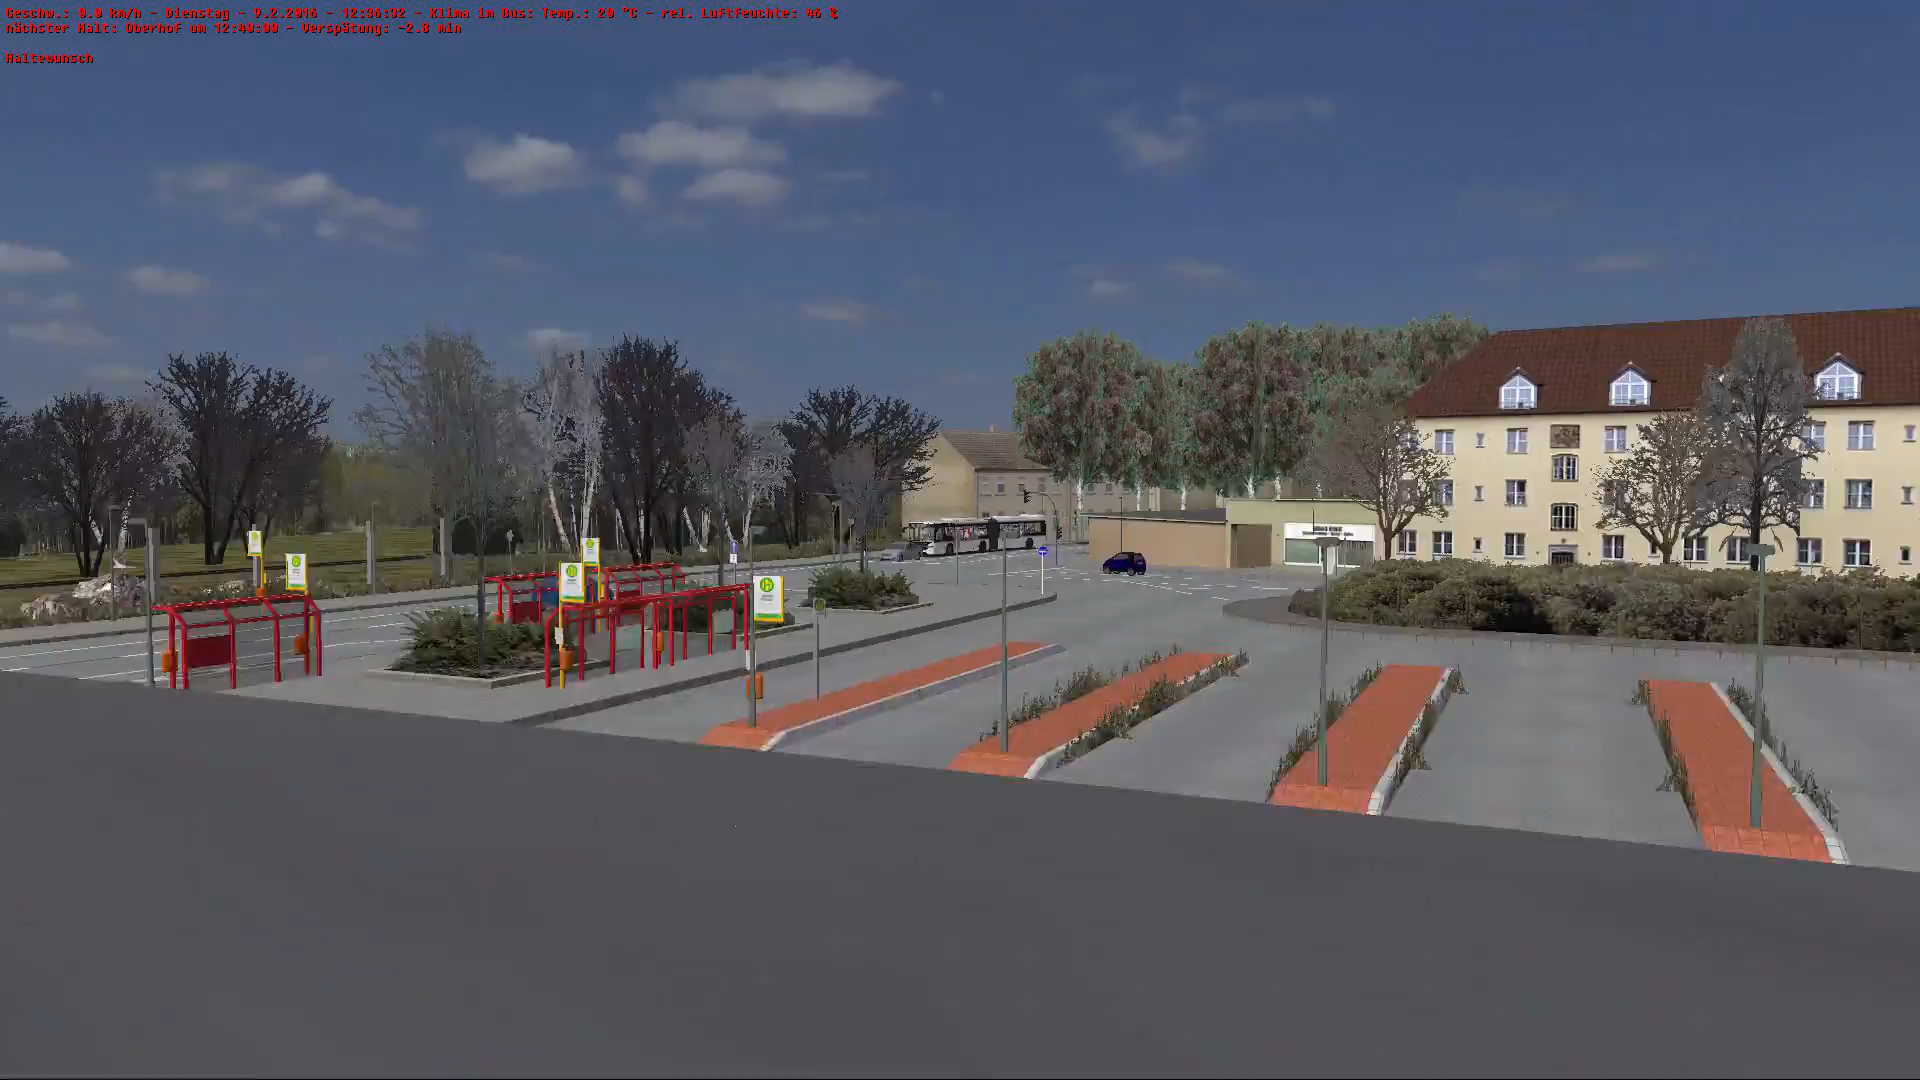 Geschw.: 0.0 km/h - Dienstag - 9.2.2016 - 12:36:32 - Klima im Bus: Temp.: 20 °C - rel. Luftfeuchte: 46 %
nächster Halt: Oberhof um 12:40:00 - Verspätung: -2.8 min
Haltewunsch